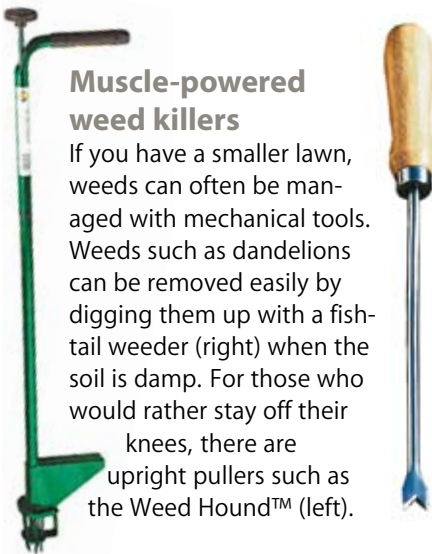 Muscle-powered
weed killers
If you have a smaller lawn,
weeds can often be man-
aged with mechanical tools.
Weeds such as dandelions
can be removed easily by
digging them up with a fish-
tail weeder (right) when the
soil is damp. For those who
would rather stay off their
knees, there are
upright pullers such as
the Weed Hound™ (left).